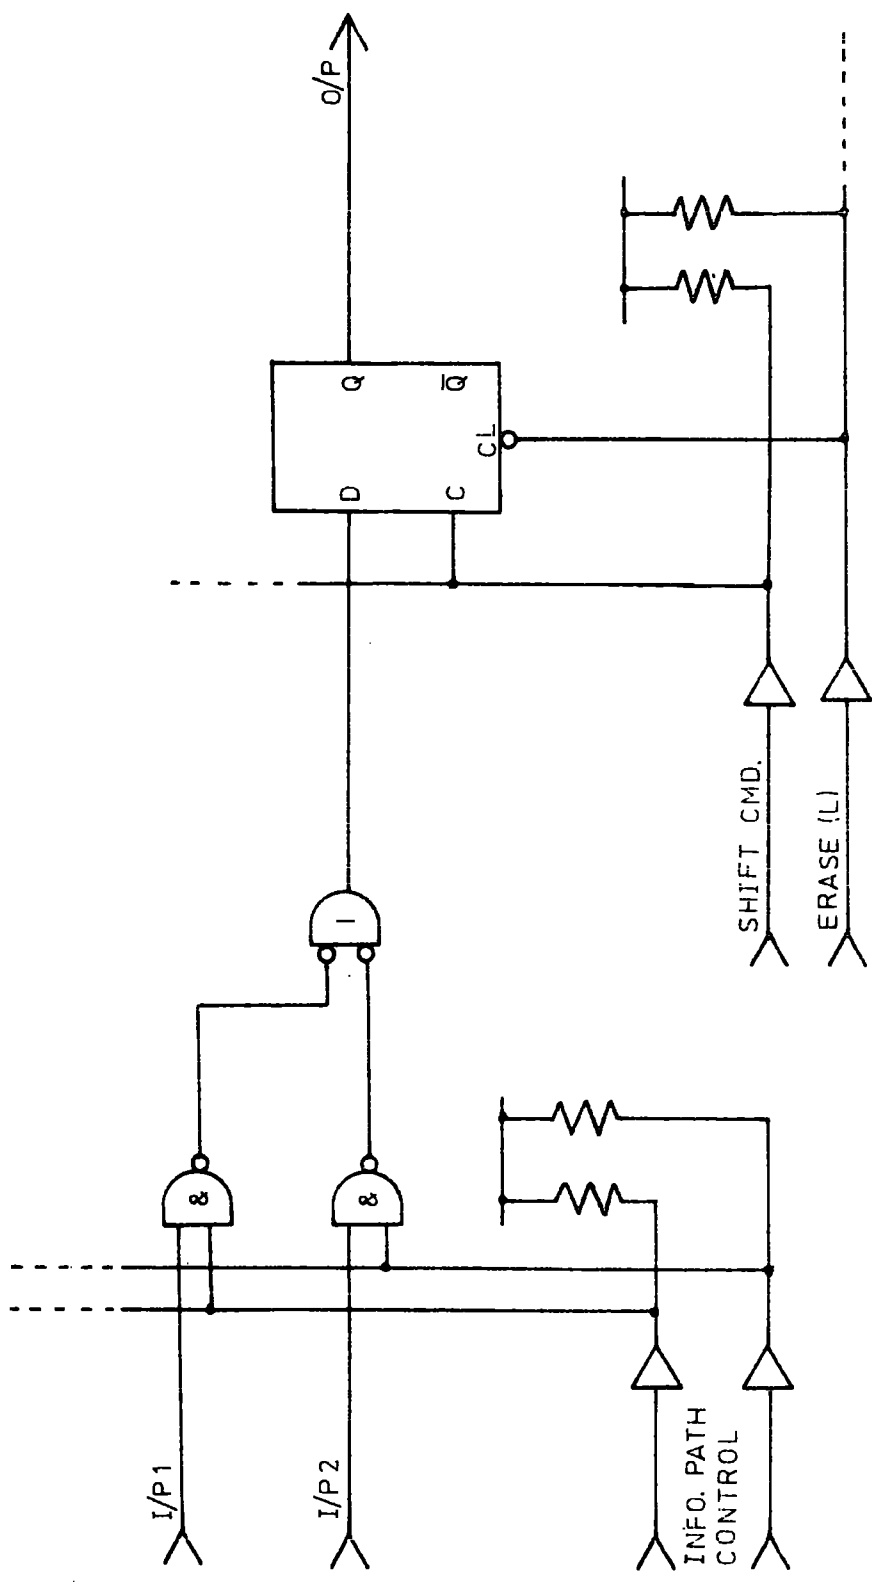 I/P1
&
I/P2
&
1
D
Q
C
Q̅
CL
O/P
INFO. PATH
CONTROL
SHIFT CMD.
ERASE (L)